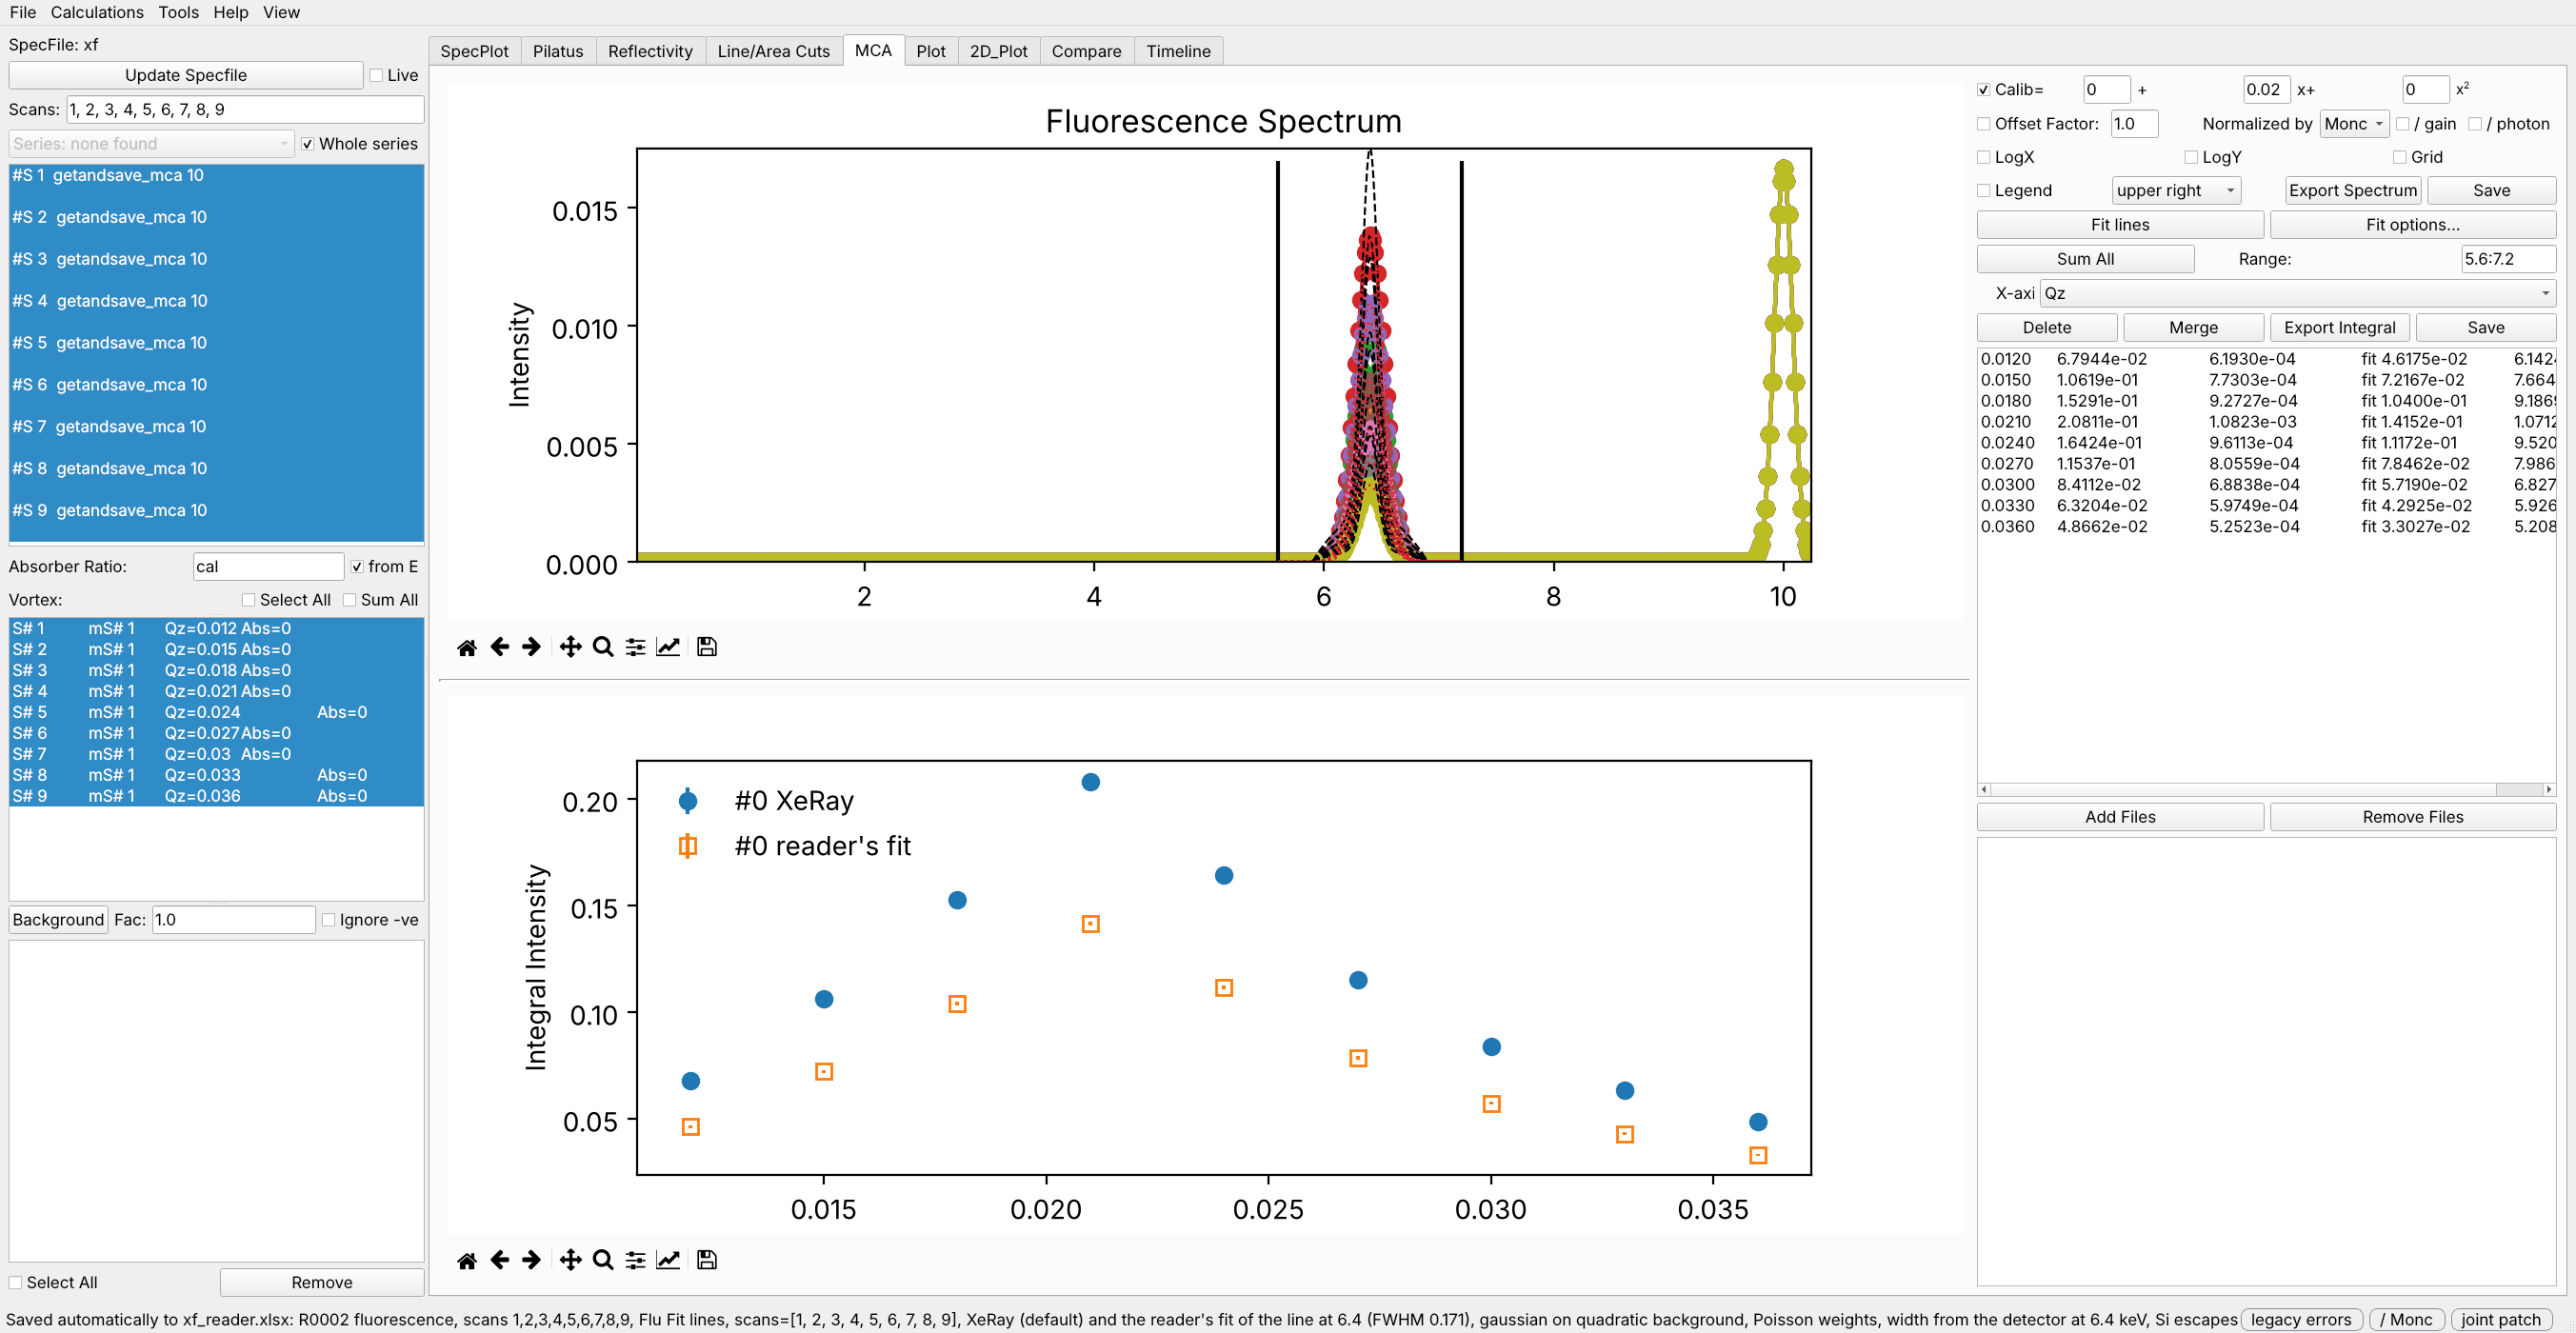 File Calculations Tools Help View
SpecFile: xf
Update Specfile Live
Scans: 1, 2, 3, 4, 5, 6, 7, 8, 9
Series: none found Whole series
#S 1 getandsave_mca 10
#S 2 getandsave_mca 10
#S 3 getandsave_mca 10
#S 4 getandsave_mca 10
#S 5 getandsave_mca 10
#S 6 getandsave_mca 10
#S 7 getandsave_mca 10
#S 8 getandsave_mca 10
#S 9 getandsave_mca 10
Absorber Ratio: cal from E
Vortex: Select All Sum All
S# 1 mS# 1 Qz=0.012 Abs=0
S# 2 mS# 1 Qz=0.015 Abs=0
S# 3 mS# 1 Qz=0.018 Abs=0
S# 4 mS# 1 Qz=0.021 Abs=0
S# 5 mS# 1 Qz=0.024 Abs=0
S# 6 mS# 1 Qz=0.027 Abs=0
S# 7 mS# 1 Qz=0.03 Abs=0
S# 8 mS# 1 Qz=0.033 Abs=0
S# 9 mS# 1 Qz=0.036 Abs=0
Background Fac: 1.0 Ignore -ve
Select All Remove
SpecPlot Pilatus Reflectivity Line/Area Cuts MCA Plot 2D_Plot Compare Timeline
Fluorescence Spectrum
Intensity
0.015
0.010
0.005
0.000
2 4 6 8 10
Integral Intensity
0.20
0.15
0.10
0.05
#0 XeRay
#0 reader's fit
0.015 0.020 0.025 0.030 0.035
Calib= 0 + 0.02 x+ 0 x²
Offset Factor: 1.0 Normalized by Monc / gain / photon
LogX LogY Grid
Legend upper right Export Spectrum Save
Fit lines Fit options...
Sum All Range: 5.6:7.2
X-axi Qz
Delete Merge Export Integral Save
0.0120 6.7944e-02 6.1930e-04 fit 4.6175e-02 6.142
0.0150 1.0619e-01 7.7303e-04 fit 7.2167e-02 7.664
0.0180 1.5291e-01 9.2727e-04 fit 1.0400e-01 9.186
0.0210 2.0811e-01 1.0823e-03 fit 1.4152e-01 1.0712
0.0240 1.6424e-01 9.6113e-04 fit 1.1172e-01 9.520
0.0270 1.1537e-01 8.0559e-04 fit 7.8462e-02 7.986
0.0300 8.4112e-02 6.8838e-04 fit 5.7190e-02 6.827
0.0330 6.3204e-02 5.9749e-04 fit 4.2925e-02 5.926
0.0360 4.8662e-02 5.2523e-04 fit 3.3027e-02 5.208
Add Files Remove Files
Saved automatically to xf_reader.xlsx: R0002 fluorescence, scans 1,2,3,4,5,6,7,8,9, Flu Fit lines, scans=[1, 2, 3, 4, 5, 6, 7, 8, 9], XeRay (default) and the reader's fit of the line at 6.4 (FWHM 0.171), gaussian on quadratic background, Poisson weights, width from the detector at 6.4 keV, Si escapes legacy errors / Monc joint patch